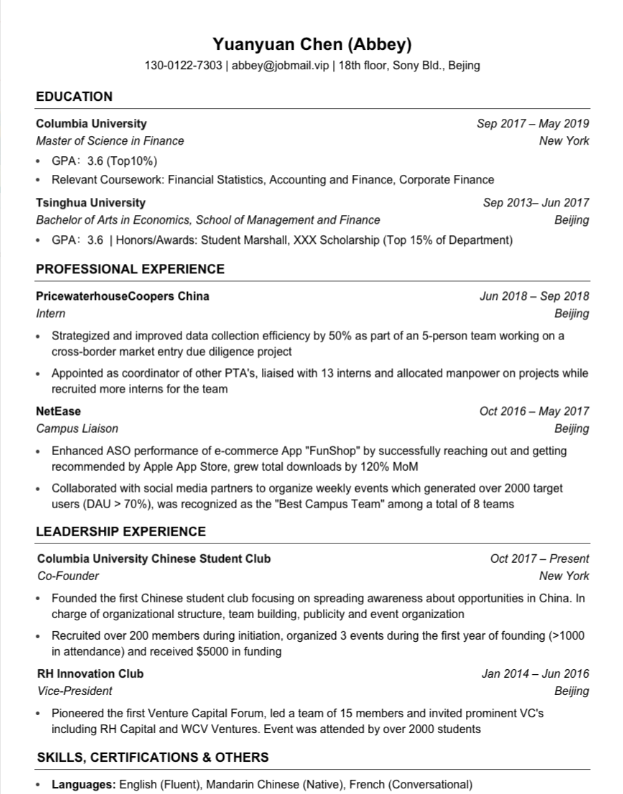 Yuanyuan Chen (Abbey)
130-0122-7303 | abbey@jobmail.vip | 18th floor, Sony Bld., Bejing
EDUCATION
Columbia University Sep 2017 – May 2019
Master of Science in Finance New York
• GPA: 3.6 (Top10%)
• Relevant Coursework: Financial Statistics, Accounting and Finance, Corporate Finance
Tsinghua University Sep 2013– Jun 2017
Bachelor of Arts in Economics, School of Management and Finance Beijing
• GPA: 3.6 | Honors/Awards: Student Marshall, XXX Scholarship (Top 15% of Department)
PROFESSIONAL EXPERIENCE
PricewaterhouseCoopers China Jun 2018 – Sep 2018
Intern Beijing
• Strategized and improved data collection efficiency by 50% as part of an 5-person team working on a
cross-border market entry due diligence project
• Appointed as coordinator of other PTA's, liaised with 13 interns and allocated manpower on projects while
recruited more interns for the team
NetEase Oct 2016 – May 2017
Campus Liaison Beijing
• Enhanced ASO performance of e-commerce App "FunShop" by successfully reaching out and getting
recommended by Apple App Store, grew total downloads by 120% MoM
• Collaborated with social media partners to organize weekly events which generated over 2000 target
users (DAU > 70%), was recognized as the "Best Campus Team" among a total of 8 teams
LEADERSHIP EXPERIENCE
Columbia University Chinese Student Club Oct 2017 – Present
Co-Founder New York
• Founded the first Chinese student club focusing on spreading awareness about opportunities in China. In
charge of organizational structure, team building, publicity and event organization
• Recruited over 200 members during initiation, organized 3 events during the first year of founding (>1000
in attendance) and received $5000 in funding
RH Innovation Club Jan 2014 – Jun 2016
Vice-President Beijing
• Pioneered the first Venture Capital Forum, led a team of 15 members and invited prominent VC's
including RH Capital and WCV Ventures. Event was attended by over 2000 students
SKILLS, CERTIFICATIONS & OTHERS
• Languages: English (Fluent), Mandarin Chinese (Native), French (Conversational)